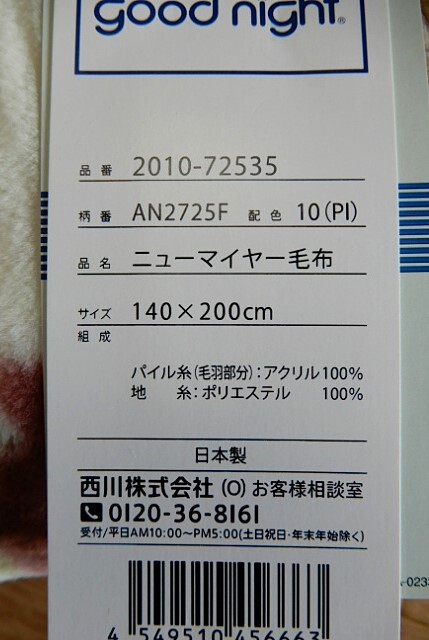 good night®
品番 2010-72535
柄番 AN2725F 配色 10(PI)
品名 ニューマイヤー毛布
サイズ 140×200cm
組成
パイル糸(毛羽部分):アクリル100%
地 糸:ポリエステル 100%
日本製
西川株式会社 (O) お客様相談室
0120-36-8161
受付/平日AM10:00〜PM5:00(土日祝日・年末年始除く)
4 549510 456663